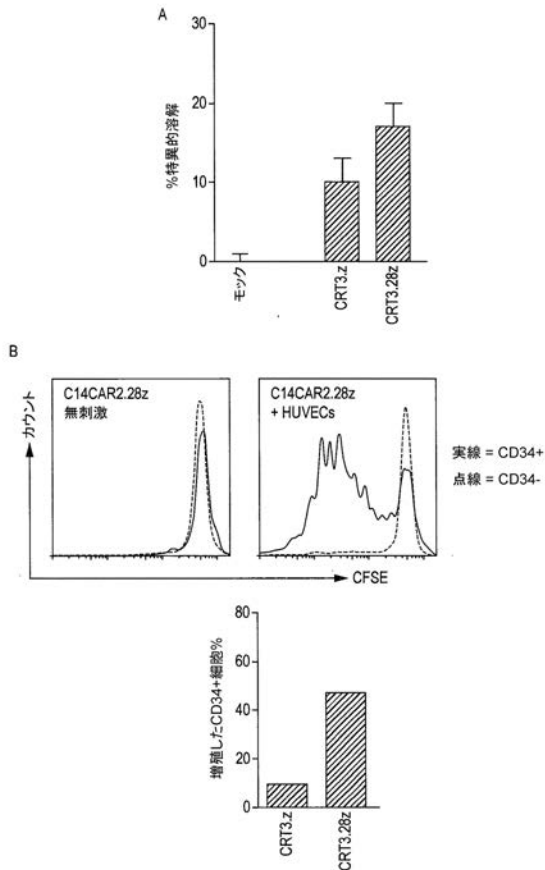 A
%特異的溶解
30
20
10
0
モック
CRT3.z
CRT3.28z
B
カウント
C14CAR2.28z
無刺激
C14CAR2.28z
+ HUVECs
実線 = CD34+
点線 = CD34-
CFSE
増殖したCD34+細胞%
80
60
40
20
0
CRT3.z
CRT3.28z